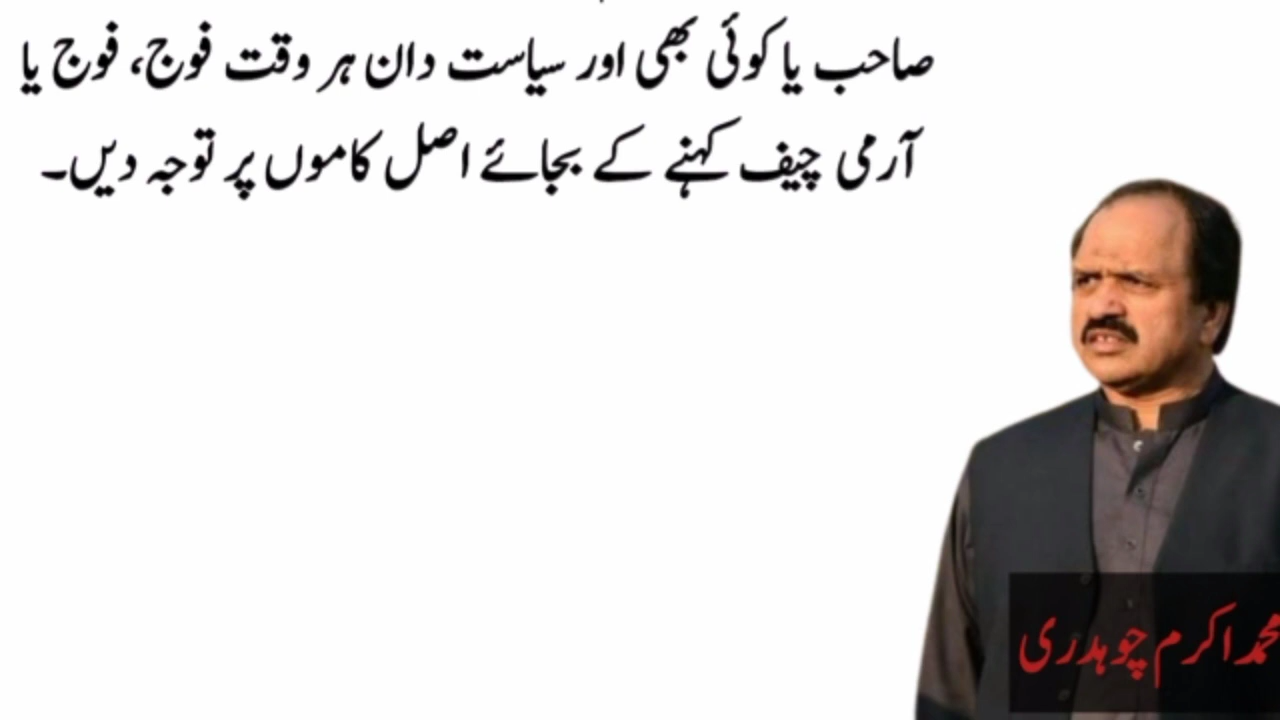 صاحب یا کوئی بھی اور سیاست دان ہر وقت فوج، فوج یا
آرمی چیف کہنے کے بجائے اصل کاموں پر توجہ دیں۔
محمد اکرم چوہدری